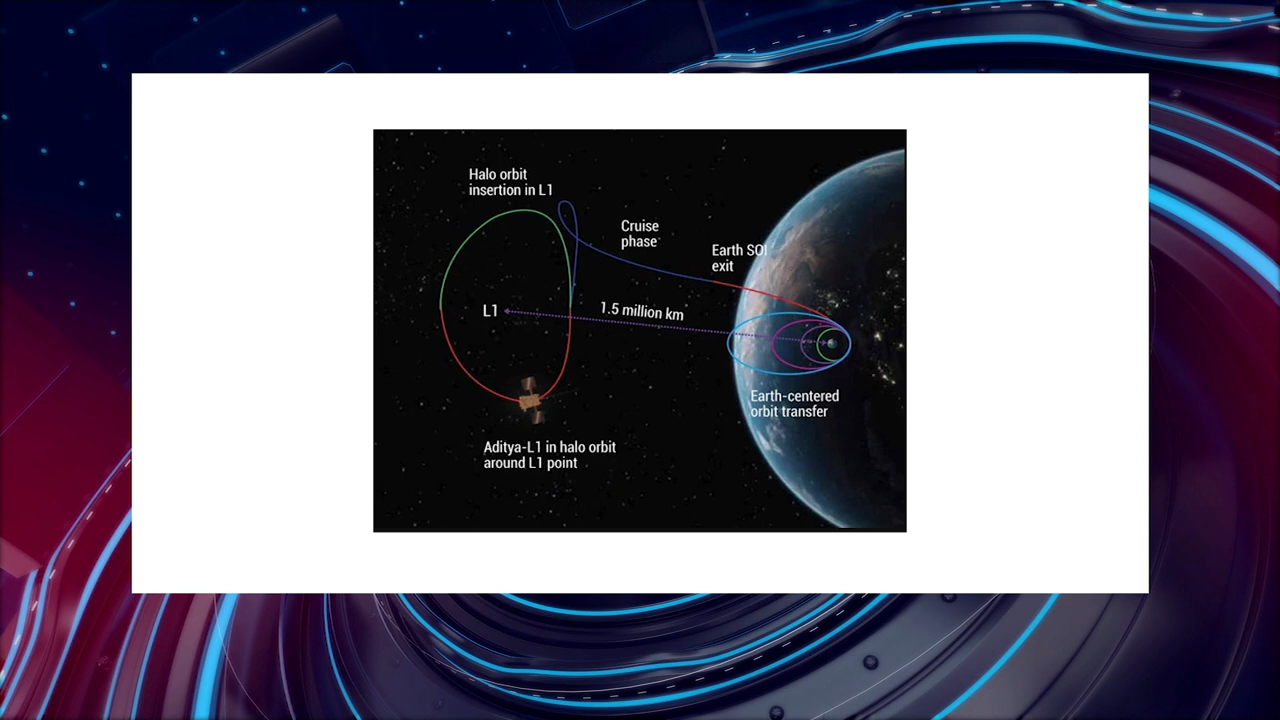 Halo orbit
insertion in L1
Cruise
phase
Earth SOI
exit
L1
1.5 million km
Earth-centered
orbit transfer
Aditya-L1 in halo orbit
around L1 point